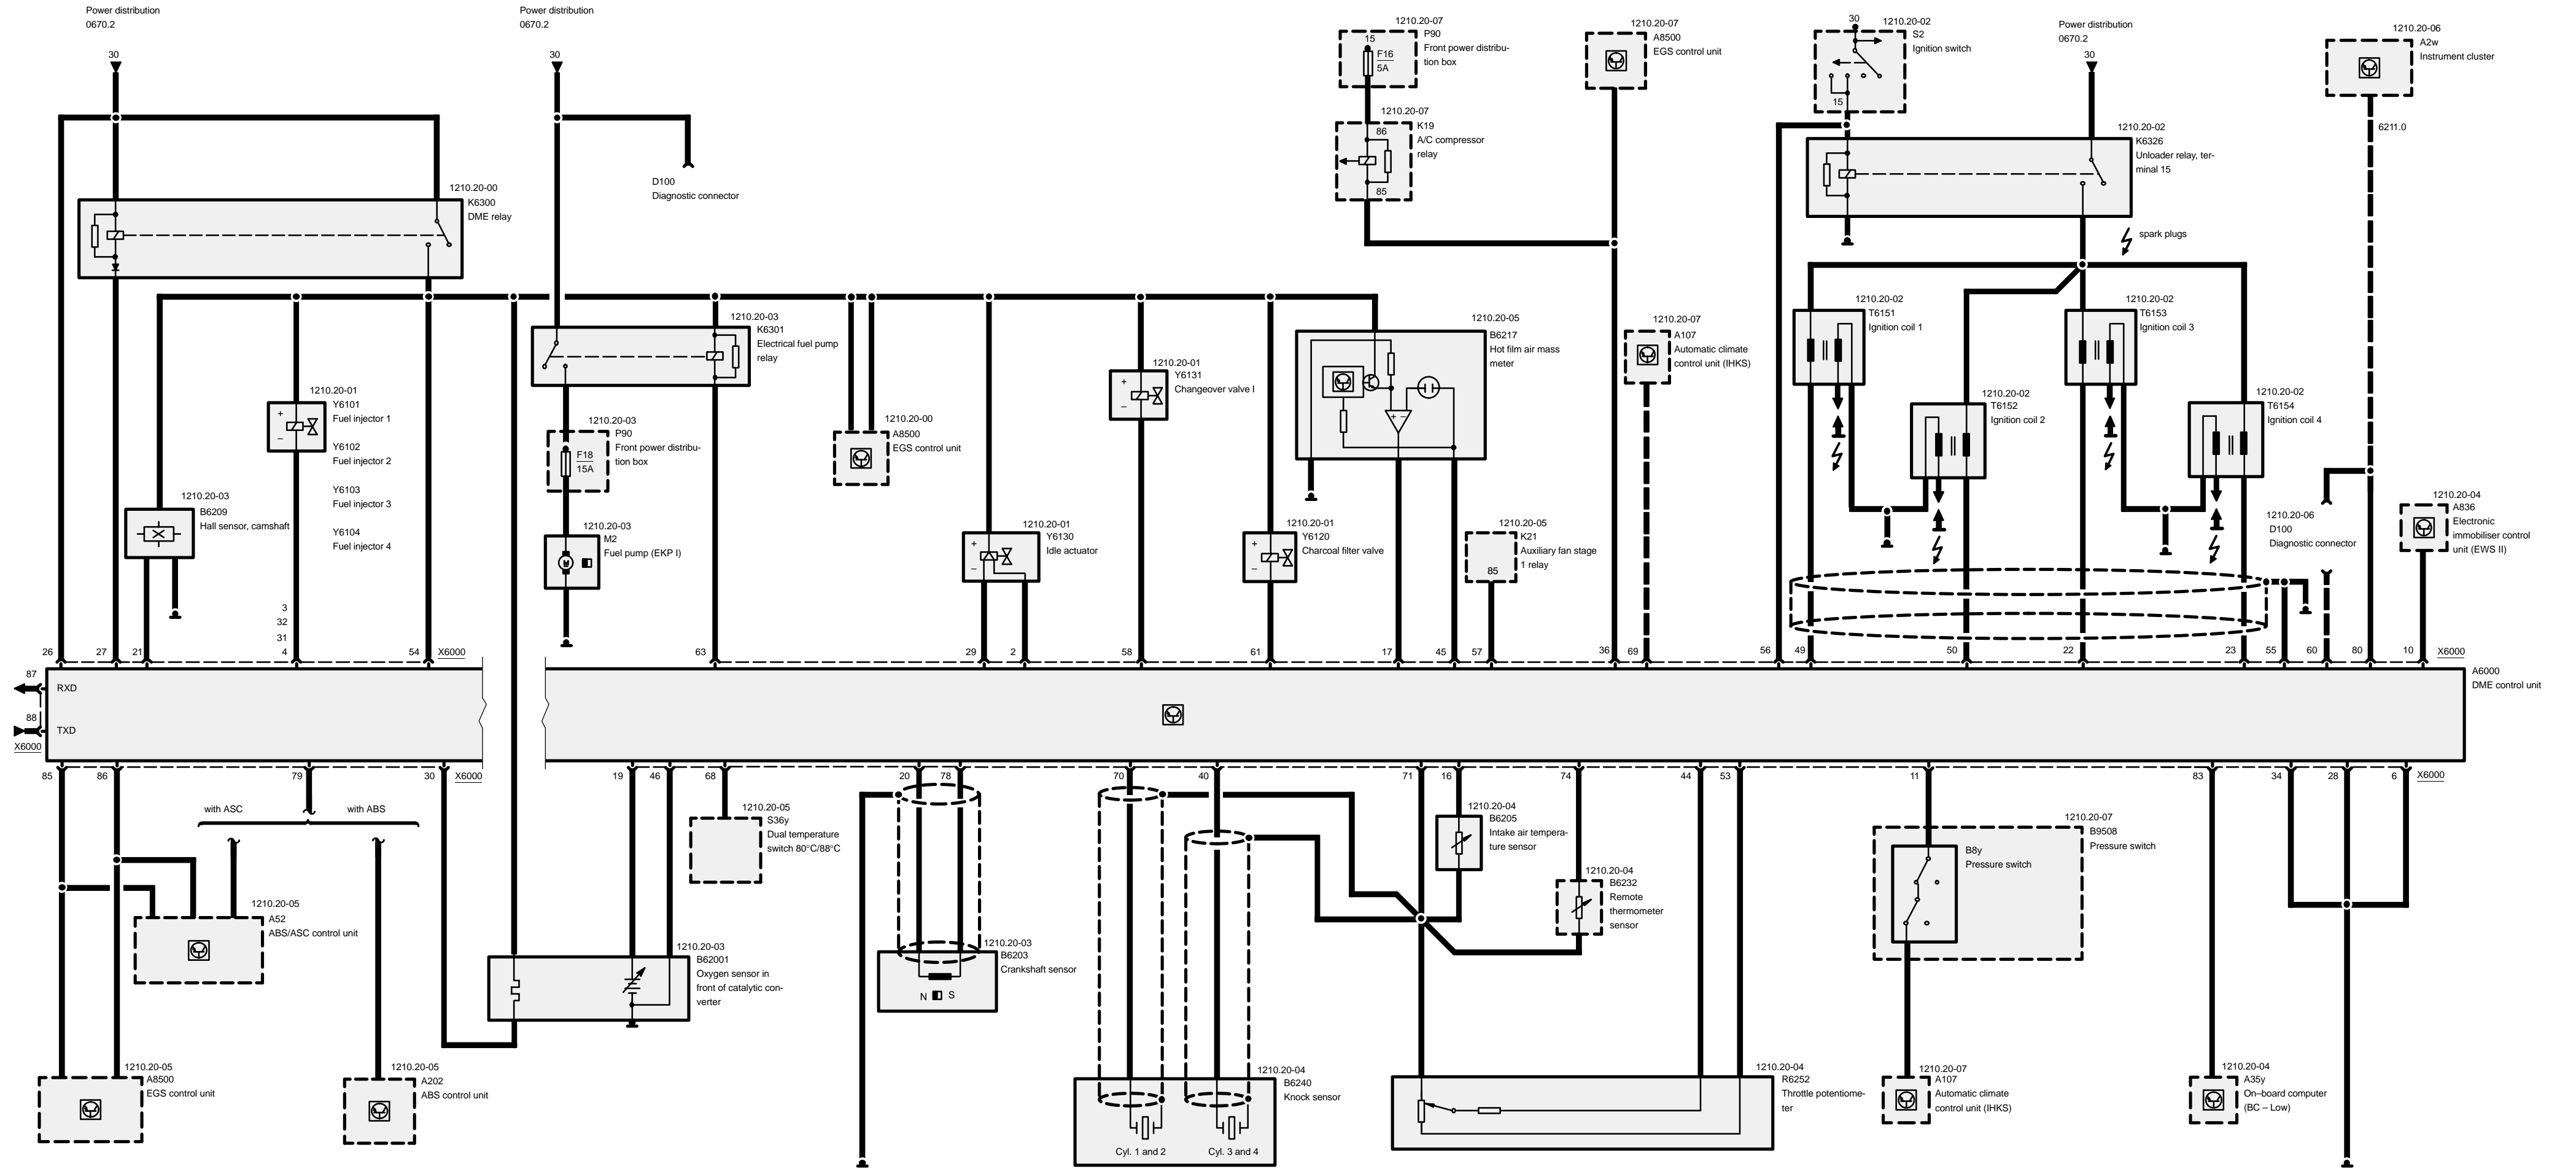 Power distribution
0670.2
30
Power distribution
0670.2
30
D100
Diagnostic connector
1210.20-07
P90
Front power distribu-
tion box
15
F16
5A
1210.20-07
K19
A/C compressor
relay
86
85
1210.20-07
A8500
EGS control unit
30
1210.20-02
S2
Ignition switch
15
Power distribution
0670.2
30
1210.20-02
K6326
Unloader relay, ter-
minal 15
spark plugs
1210.20-06
A2w
Instrument cluster
6211.0
1210.20-00
K6300
DME relay
1210.20-03
K6301
Electrical fuel pump
relay
1210.20-01
Y6101
Fuel injector 1
Y6102
Fuel injector 2
Y6103
Fuel injector 3
Y6104
Fuel injector 4
+
–
1210.20-03
B6209
Hall sensor, camshaft
1210.20-03
P90
Front power distribu-
tion box
F18
15A
1210.20-03
M2
Fuel pump (EKP I)
M
1210.20-00
A8500
EGS control unit
1210.20-01
Y6130
Idle actuator
+
–
1210.20-01
Y6131
Changeover valve I
+
–
1210.20-01
Y6120
Charcoal filter valve
+
–
1210.20-05
B6217
Hot film air mass
meter
+ –
1210.20-05
K21
Auxiliary fan stage
1 relay
85
1210.20-07
A107
Automatic climate
control unit (IHKS)
1210.20-02
T6151
Ignition coil 1
1210.20-02
T6152
Ignition coil 2
1210.20-02
T6153
Ignition coil 3
1210.20-02
T6154
Ignition coil 4
1210.20-06
D100
Diagnostic connector
1210.20-04
A836
Electronic
immobiliser control
unit (EWS II)
3
32
31
26
27
21
4
54
X6000
63
29
2
58
61
17
45
57
36
69
56
49
50
22
23
55
60
80
10
X6000
A6000
DME control unit
87
RXD
88
TXD
X6000
85
86
79
30
X6000
19
46
68
20
78
70
40
71
16
74
44
53
11
83
34
28
6
X6000
with ASC
with ABS
1210.20-05
A52
ABS/ASC control unit
1210.20-05
A8500
EGS control unit
1210.20-05
A202
ABS control unit
1210.20-03
B62001
Oxygen sensor in
front of catalytic con-
verter
1210.20-05
S36y
Dual temperature
switch 80°C/88°C
1210.20-03
B6203
Crankshaft sensor
N
S
1210.20-04
B6240
Knock sensor
Cyl. 1 and 2
Cyl. 3 and 4
1210.20-04
B6205
Intake air tempera-
ture sensor
1210.20-04
B6232
Remote
thermometer
sensor
1210.20-04
R6252
Throttle potentiome-
ter
1210.20-07
B9508
Pressure switch
B8y
Pressure switch
1210.20-07
A107
Automatic climate
control unit (IHKS)
1210.20-04
A35y
On–board computer
(BC – Low)